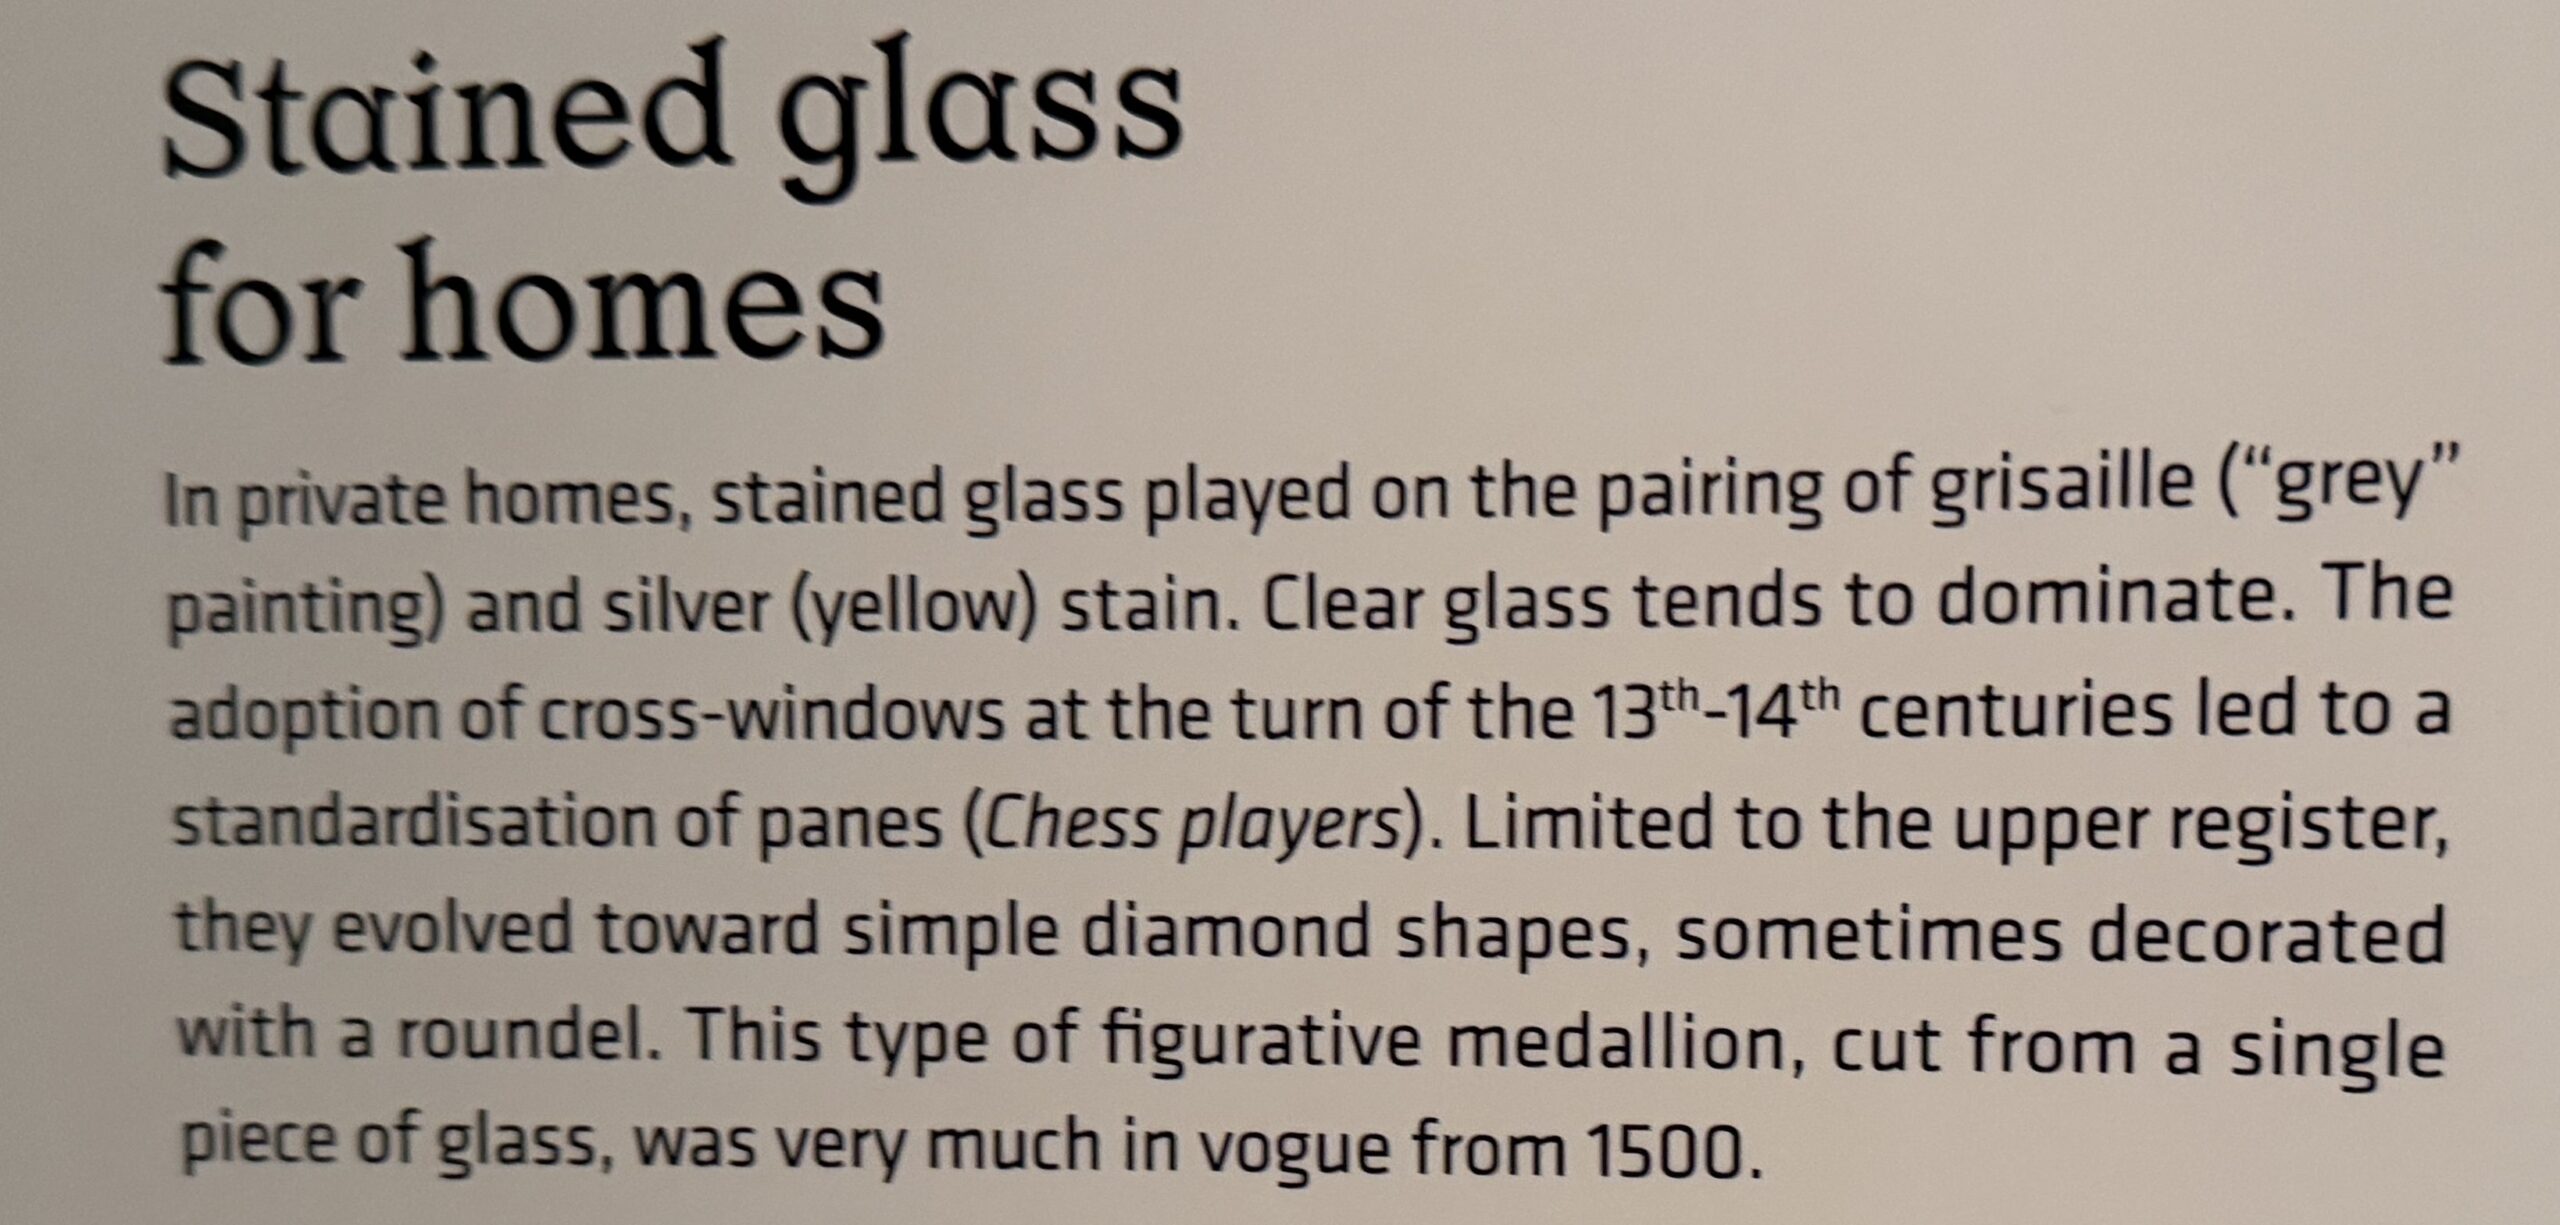 Stained glass
for homes
In private homes, stained glass played on the pairing of grisaille (“grey”
painting) and silver (yellow) stain. Clear glass tends to dominate. The
adoption of cross-windows at the turn of the 13th-14th centuries led to a
standardisation of panes (Chess players). Limited to the upper register,
they evolved toward simple diamond shapes, sometimes decorated
with a roundel. This type of figurative medallion, cut from a single
piece of glass, was very much in vogue from 1500.